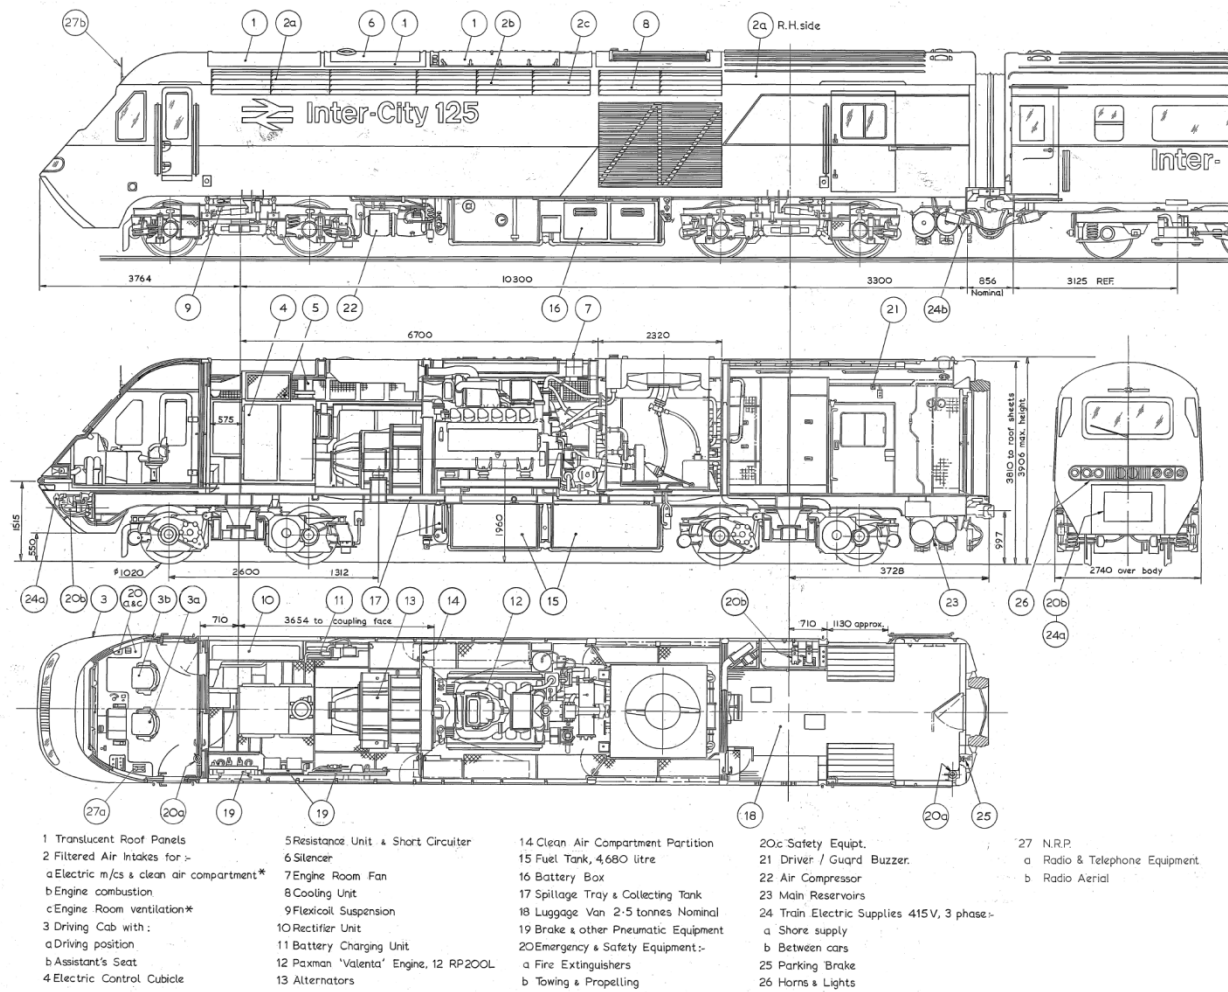 27b 1 2a 6 1 1 2b 2c 8 2a R.H. side
Inter-City 125
Inter-
3764 10300 3300 856 3125 REF.
Nominal
9 22 16 24b
4 5 7 21
6700 2320
575
3810 to roof sheets
3906 max. height
1515
550
1960
997
ø1020 2600 1312 3728 2740 over body
24a 20b 3 20 a&c 3b 3a 10 11 17 13 14 12 15 20b 23 26 20b
24a
710 3654 to coupling face 710 1130 approx.
27a 20a 19 19 18 20a 25
1 Translucent Roof Panels
2 Filtered Air Intakes for :-
a Electric m/cs & clean air compartment*
b Engine combustion
c Engine Room ventilation*
3 Driving Cab with :
a Driving position
b Assistant's Seat
4 Electric Control Cubicle
5 Resistance Unit & Short Circuiter
6 Silencer
7 Engine Room Fan
8 Cooling Unit
9 Flexicoil Suspension
10 Rectifier Unit
11 Battery Charging Unit
12 Paxman 'Valenta' Engine, 12 RP200L
13 Alternators
14 Clean Air Compartment Partition
15 Fuel Tank, 4,680 litre
16 Battery Box
17 Spillage Tray & Collecting Tank
18 Luggage Van 2·5 tonnes Nominal
19 Brake & other Pneumatic Equipment
20 Emergency & Safety Equipment:-
a Fire Extinguishers
b Towing & Propelling
20.c Safety Equipt.
21 Driver / Guard Buzzer.
22 Air Compressor
23 Main Reservoirs
24 Train Electric Supplies 415V, 3 phase:-
a Shore supply
b Between cars
25 Parking Brake
26 Horns & Lights
27 N.R.P.
a Radio & Telephone Equipment
b Radio Aerial